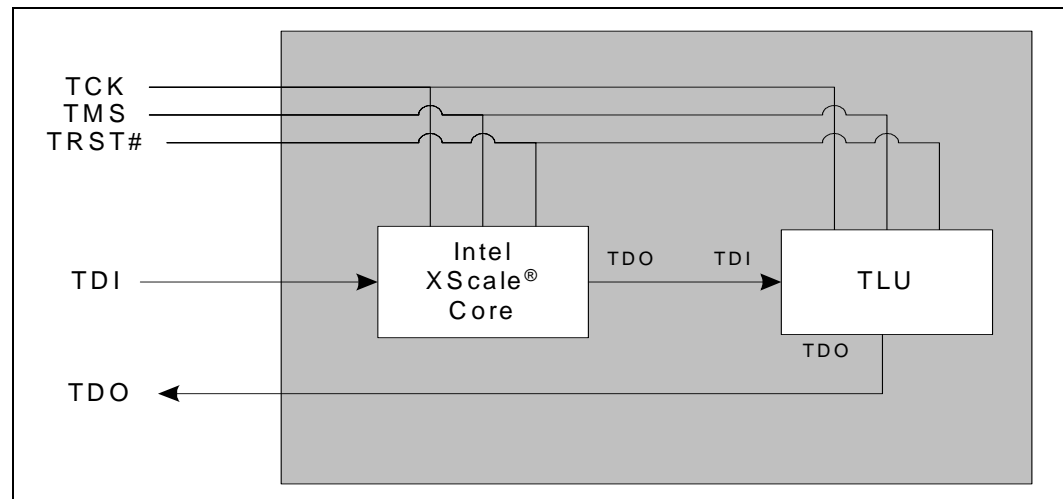 TCK
TMS
TRST#
TDI
Intel
XScale®
Core
TDO
TDI
TLU
TDO
TDO